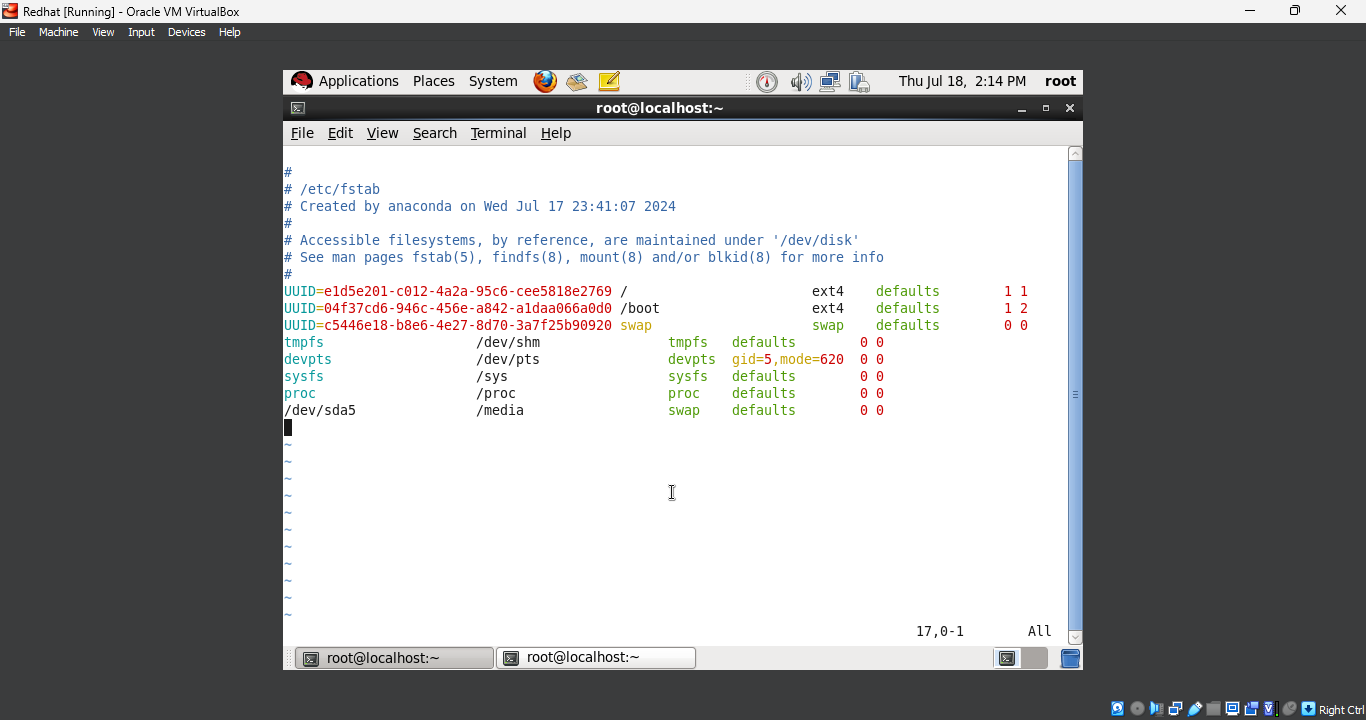 Redhat [Running] - Oracle VM VirtualBox
File Machine View Input Devices Help
Applications Places System Thu Jul 18, 2:14 PM root
root@localhost:~
File Edit View Search Terminal Help
#
# /etc/fstab
# Created by anaconda on Wed Jul 17 23:41:07 2024
#
# Accessible filesystems, by reference, are maintained under '/dev/disk'
# See man pages fstab(5), findfs(8), mount(8) and/or blkid(8) for more info
#
UUID=e1d5e201-c012-4a2a-95c6-cee5818e2769 / ext4 defaults 1 1
UUID=04f37cd6-946c-456e-a842-a1daa066a0d0 /boot ext4 defaults 1 2
UUID=c5446e18-b8e6-4e27-8d70-3a7f25b90920 swap swap defaults 0 0
tmpfs /dev/shm tmpfs defaults 0 0
devpts /dev/pts devpts gid=5,mode=620 0 0
sysfs /sys sysfs defaults 0 0
proc /proc proc defaults 0 0
/dev/sda5 /media swap defaults 0 0
~
~
~
~
~
~
~
~
~
~
~
17,0-1 All
root@localhost:~ root@localhost:~
Right Ctrl